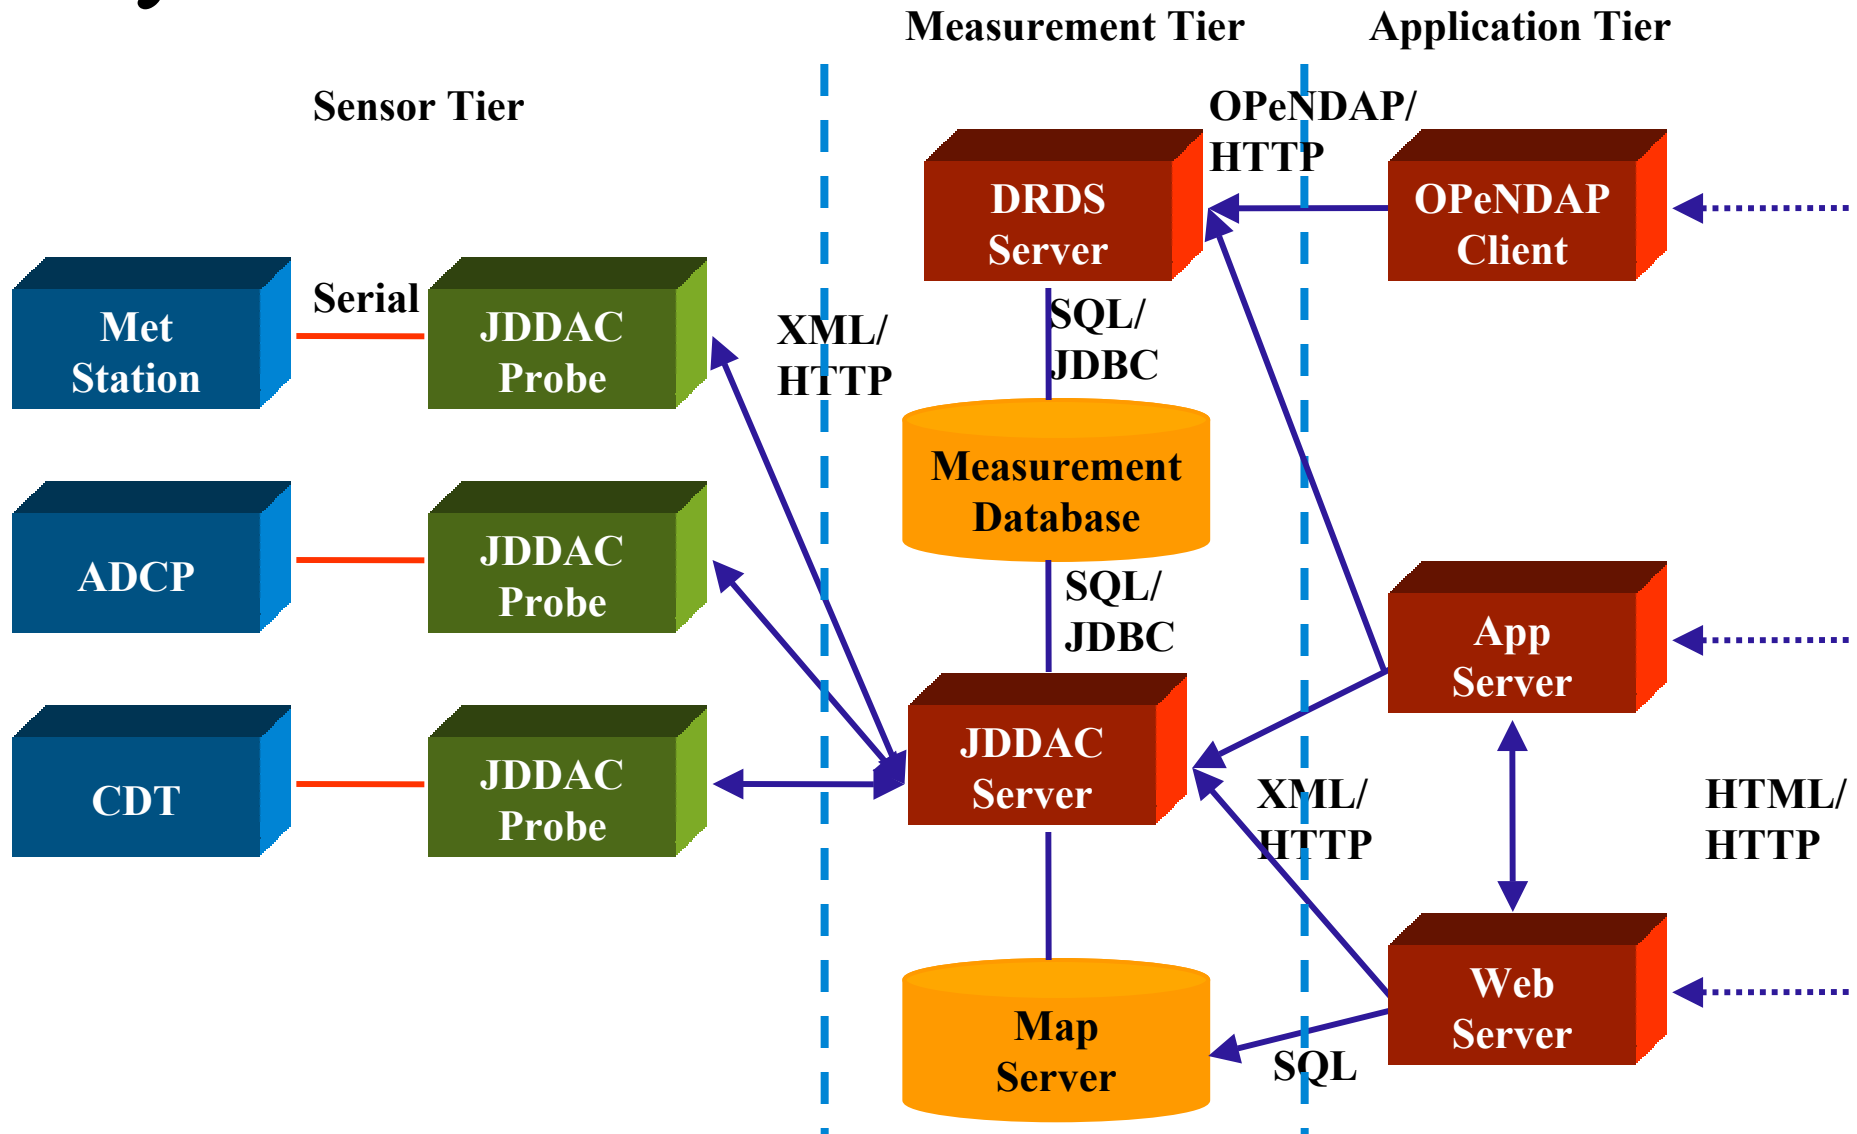 Measurement Tier
Application Tier
Sensor Tier
OPeNDAP/
HTTP
DRDS
Server
OPeNDAP
Client
Met
Station
Serial
JDDAC
Probe
XML/
HTTP
SQL/
JDBC
Measurement
Database
ADCP
JDDAC
Probe
SQL/
JDBC
App
Server
CDT
JDDAC
Probe
JDDAC
Server
XML/
HTTP
HTML/
HTTP
Map
Server
SQL
Web
Server